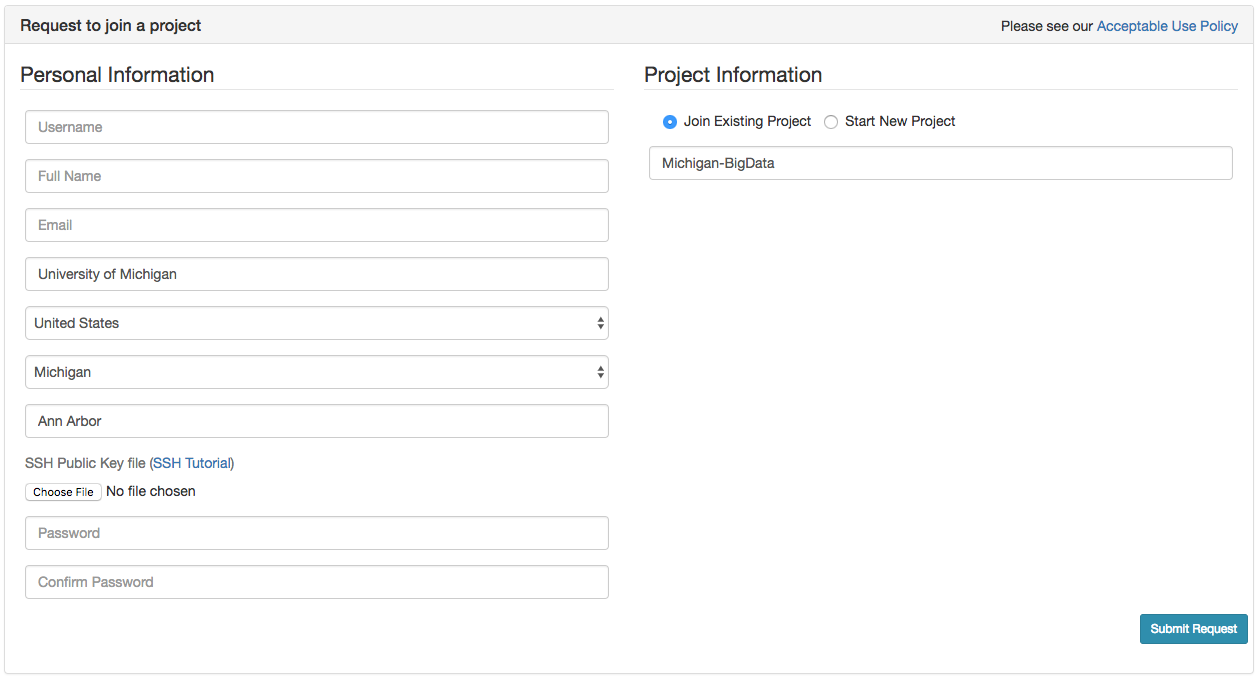 Request to join a project
Please see our Acceptable Use Policy
Personal Information
Username
Full Name
Email
University of Michigan
United States
Michigan
Ann Arbor
SSH Public Key file (SSH Tutorial)
Choose File No file chosen
Password
Confirm Password
Project Information
Join Existing Project Start New Project
Michigan-BigData
Submit Request